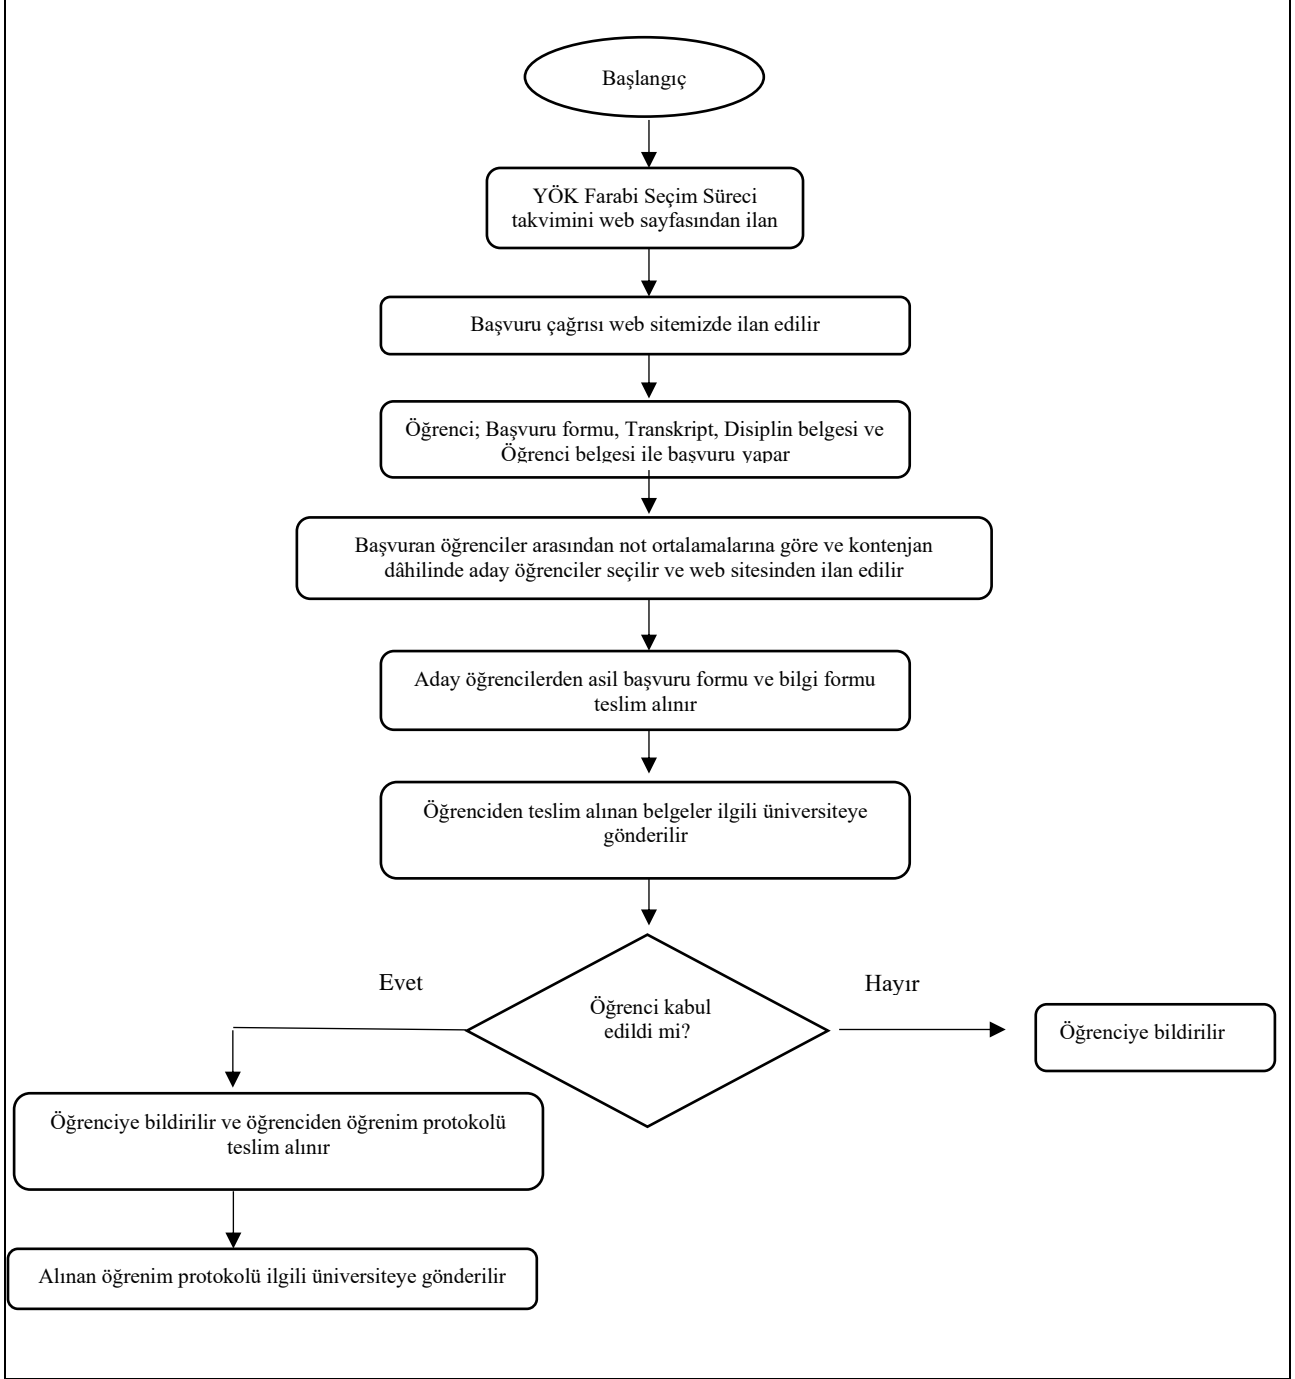 Başlangıç
YÖK Farabi Seçim Süreci
takvimini web sayfasından ilan
Başvuru çağrısı web sitemizde ilan edilir
Öğrenci; Başvuru formu, Transkript, Disiplin belgesi ve
Öğrenci belgesi ile başvuru yapar
Başvuran öğrenciler arasından not ortalamalarına göre ve kontenjan
dâhilinde aday öğrenciler seçilir ve web sitesinden ilan edilir
Aday öğrencilerden asil başvuru formu ve bilgi formu
teslim alınır
Öğrenciden teslim alınan belgeler ilgili üniversiteye
gönderilir
Evet
Hayır
Öğrenci kabul
edildi mi?
Öğrenciye bildirilir
Öğrenciye bildirilir ve öğrenciden öğrenim protokolü
teslim alınır
Alınan öğrenim protokolü ilgili üniversiteye gönderilir